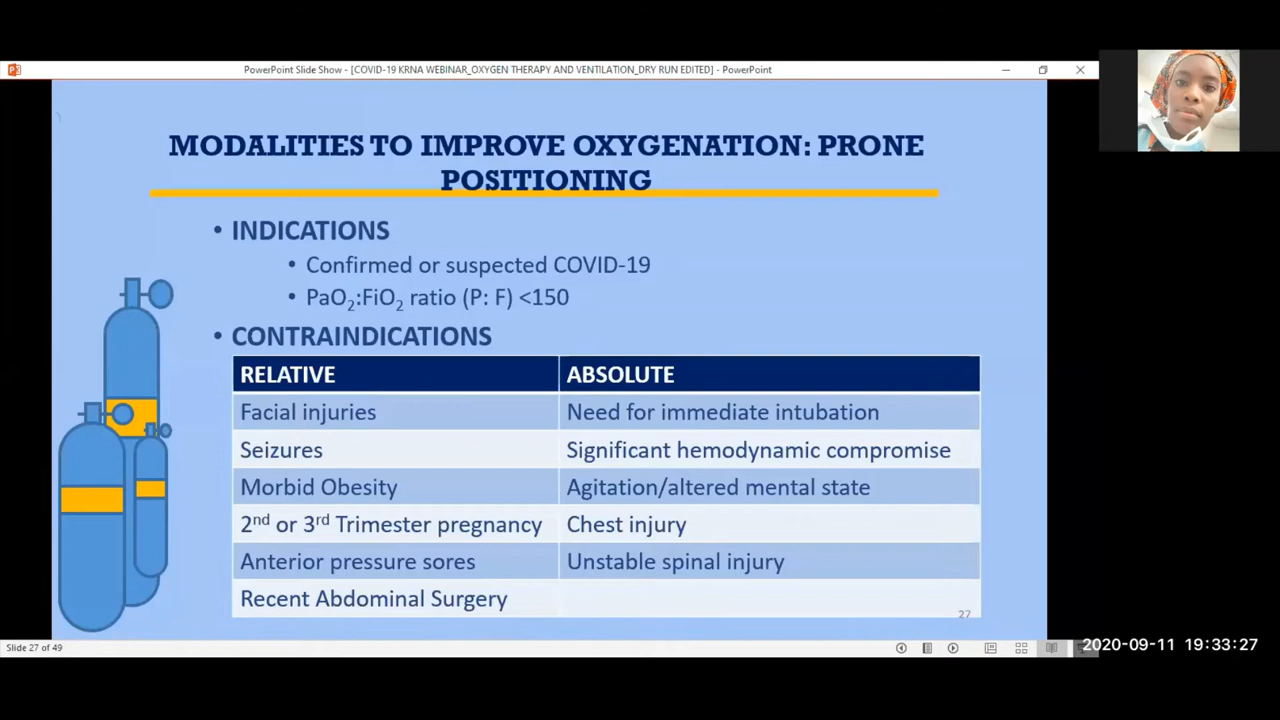 PowerPoint Slide Show - [COVID-19 KRNA WEBINAR_OXYGEN THERAPY AND VENTILATION_DRY RUN EDITED] - PowerPoint
MODALITIES TO IMPROVE OXYGENATION: PRONE
POSITIONING
• INDICATIONS
• Confirmed or suspected COVID-19
• PaO₂:FiO₂ ratio (P: F) <150
• CONTRAINDICATIONS
RELATIVE ABSOLUTE
Facial injuries Need for immediate intubation
Seizures Significant hemodynamic compromise
Morbid Obesity Agitation/altered mental state
2nd or 3rd Trimester pregnancy Chest injury
Anterior pressure sores Unstable spinal injury
Recent Abdominal Surgery
27
Slide 27 of 49
2020-09-11 19:33:27